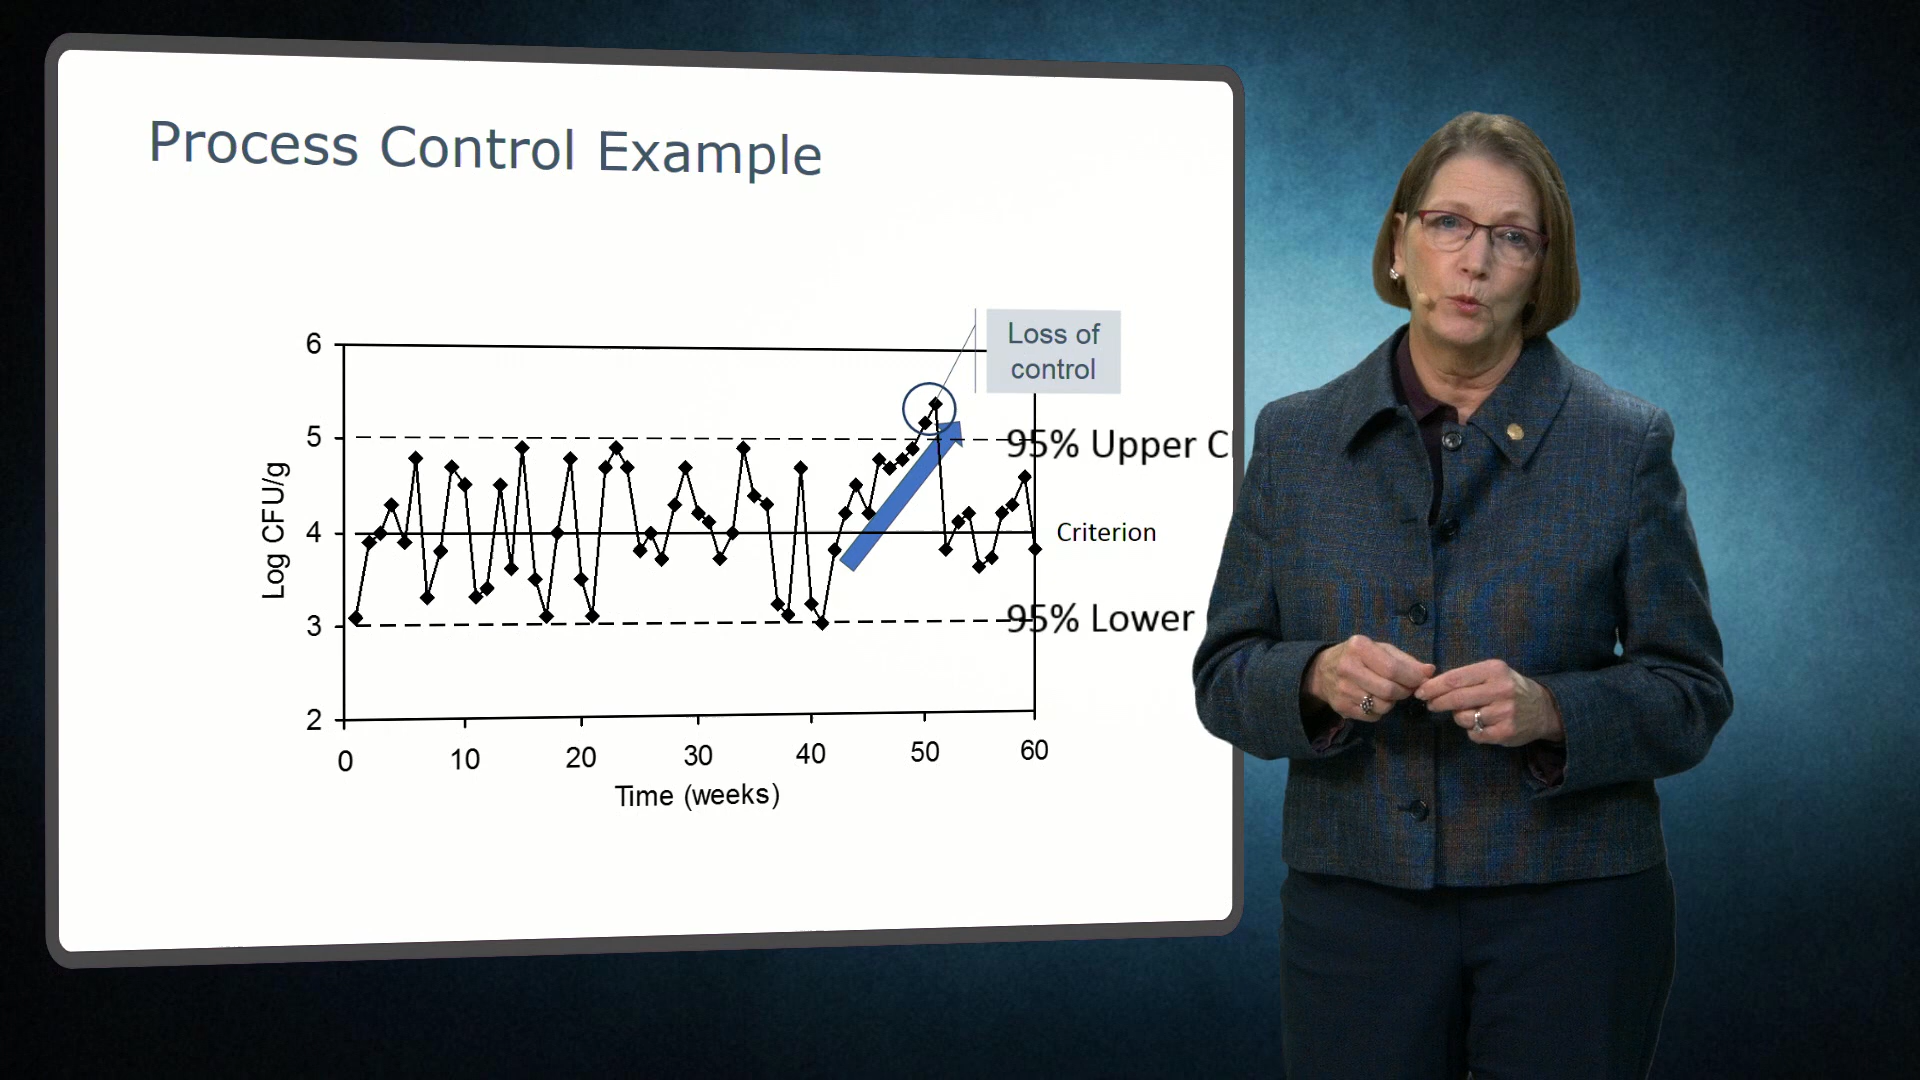 Process Control Example
Loss of
control
6
5
4
3
2
Log CFU/g
95% Upper
Criterion
95% Lower
0 10 20 30 40 50 60
Time (weeks)